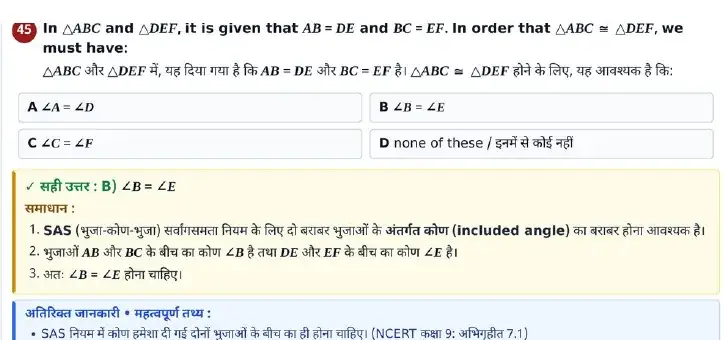 45 In △ABC and △DEF, it is given that AB = DE and BC = EF. In order that △ABC ≅ △DEF, we
must have:
△ABC और △DEF में, यह दिया गया है कि AB = DE और BC = EF है। △ABC ≅ △DEF होने के लिए, यह आवश्यक है कि:
A ∠A = ∠D
B ∠B = ∠E
C ∠C = ∠F
D none of these / इनमें से कोई नहीं
✓ सही उत्तर : B) ∠B = ∠E
समाधान :
1. SAS (भुजा-कोण-भुजा) सर्वांगसमता नियम के लिए दो बराबर भुजाओं के अंतर्गत कोण (included angle) का बराबर होना आवश्यक है।
2. भुजाओं AB और BC के बीच का कोण ∠B है तथा DE और EF के बीच का कोण ∠E है।
3. अतः ∠B = ∠E होना चाहिए।
अतिरिक्त जानकारी • महत्वपूर्ण तथ्य :
• SAS नियम में कोण हमेशा दी गई दोनों भुजाओं के बीच का ही होना चाहिए। (NCERT कक्षा 9: अभिगृहीत 7.1)